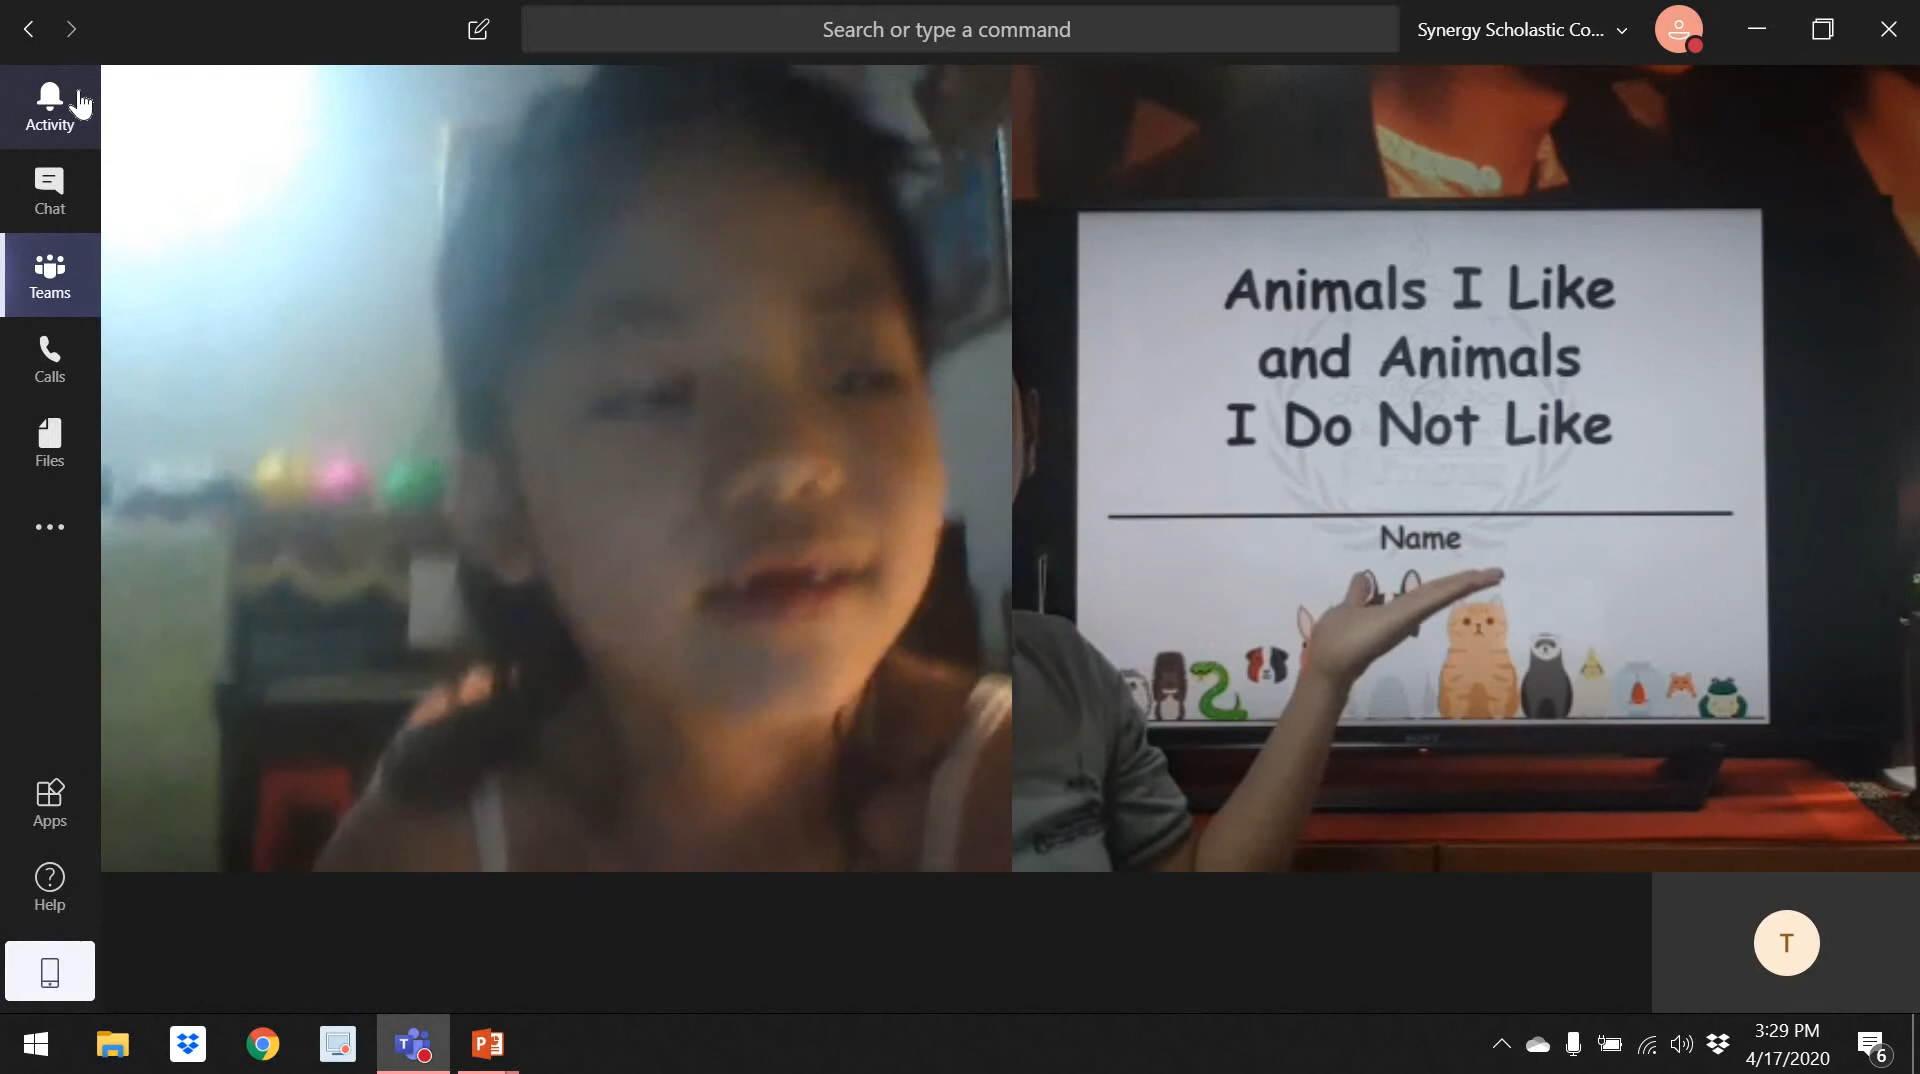 Search or type a command
Synergy Scholastic Co...
Activity
Chat
Teams
Calls
Files
Apps
Help
Animals I Like
and Animals
I Do Not Like
Name
SONY
T
3:29 PM
4/17/2020
6